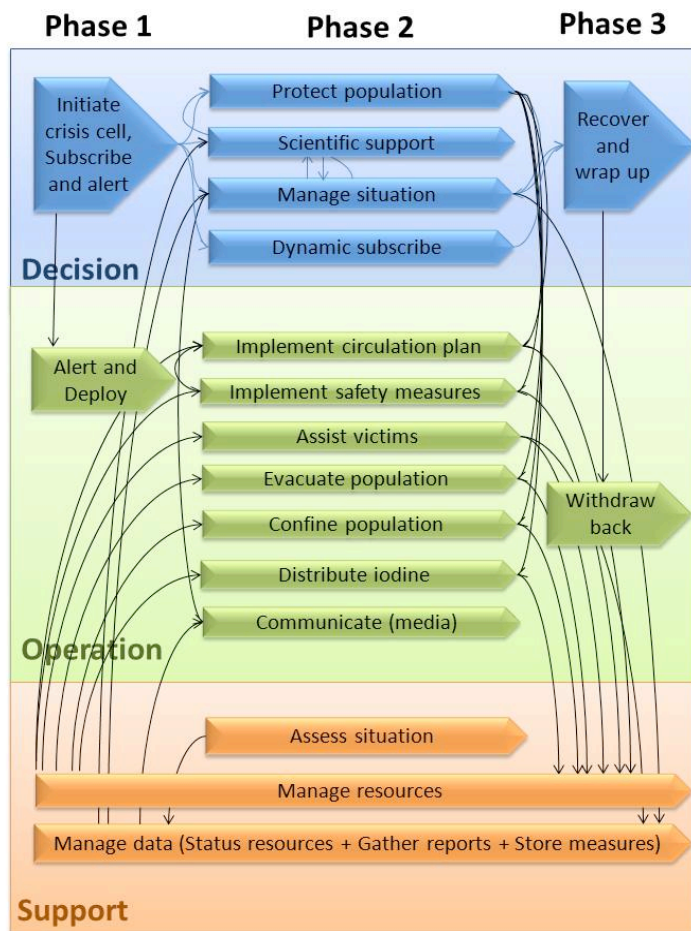 Phase 1
Phase 2
Phase 3
Initiate
crisis cell,
Subscribe
and alert
Protect population
Scientific support
Manage situation
Dynamic subscribe
Recover
and
wrap up
Decision
Alert and
Deploy
Implement circulation plan
Implement safety measures
Assist victims
Evacuate population
Confine population
Distribute iodine
Communicate (media)
Withdraw
back
Operation
Assess situation
Manage resources
Manage data (Status resources + Gather reports + Store measures)
Support